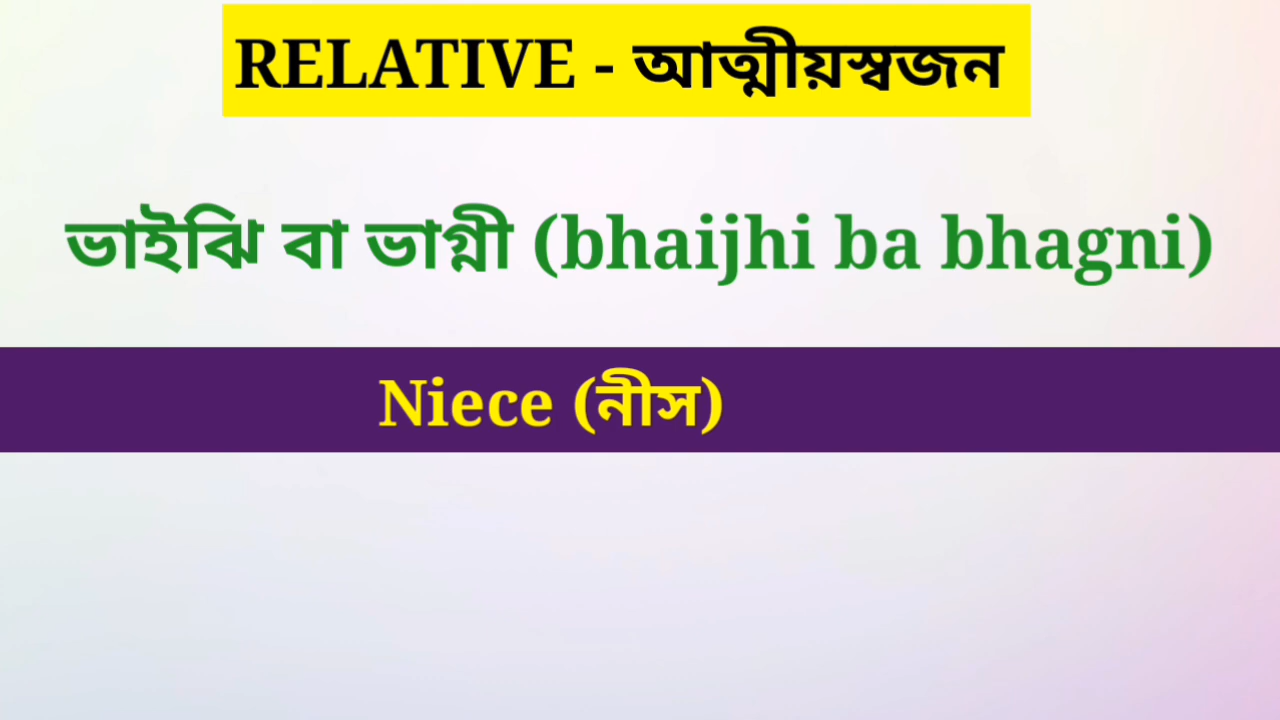 RELATIVE - আত্মীয়স্বজন
ভাইঝি বা ভাগ্নী (bhaijhi ba bhagni)
Niece (নীস)